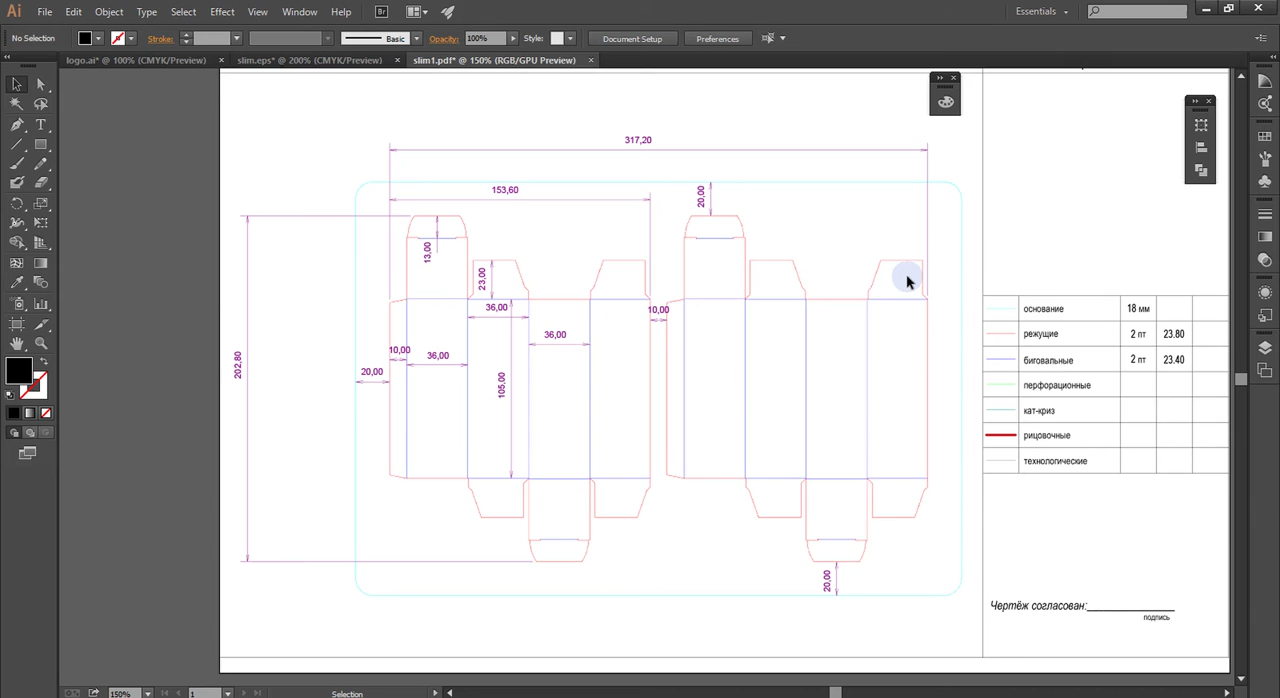 Ai File Edit Object Type Select Effect View Window Help Br Essentials
No Selection Stroke: Basic Opacity: 100% Style: Document Setup Preferences
logo.ai* @ 100% (CMYK/Preview) slim.eps* @ 200% (CMYK/Preview) slim1.pdf* @ 150% (RGB/GPU Preview)
317,20
153,60
20,00
13,00
23,00
36,00
10,00
36,00
10,00
36,00
20,00
202,80
105,00
20,00
основание 18 мм
режущие 2 пт 23.80
биговальные 2 пт 23.40
перфорационные
кат-криз
рицовочные
технологические
Чертёж согласован:
подпись
150% 1 Selection